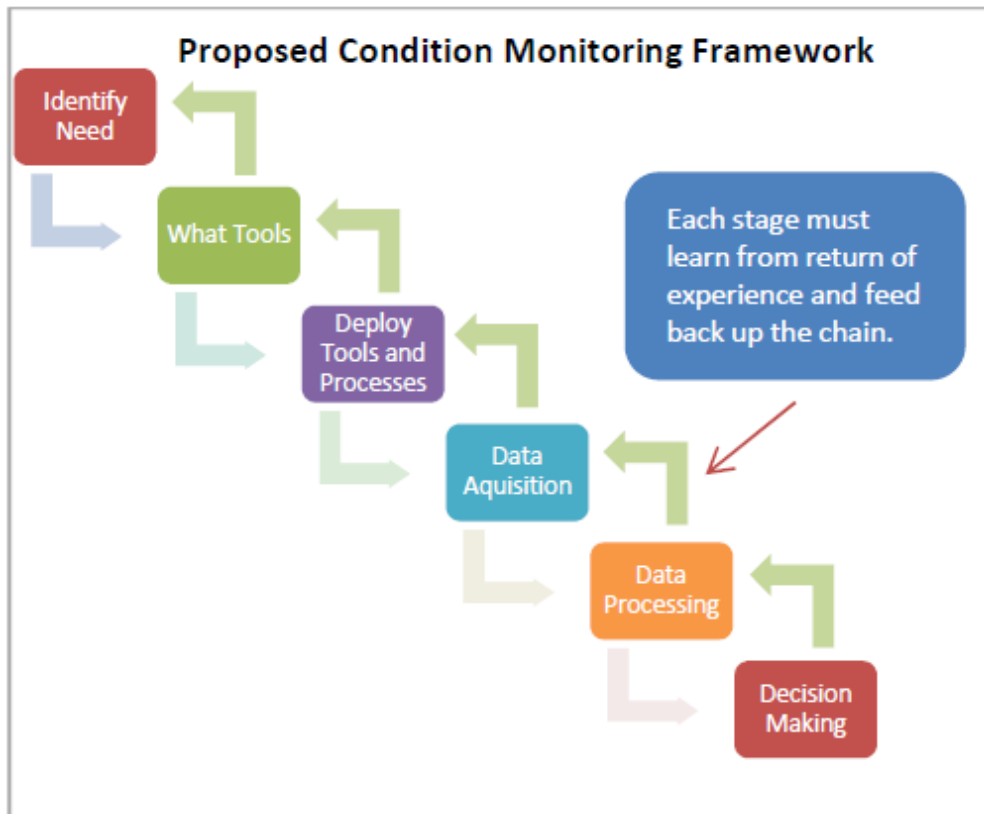 Proposed Condition Monitoring Framework
Identify
Need
What Tools
Each stage must
learn from return of
experience and feed
back up the chain.
Deploy
Tools and
Processes
Data
Aquisition
Data
Processing
Decision
Making